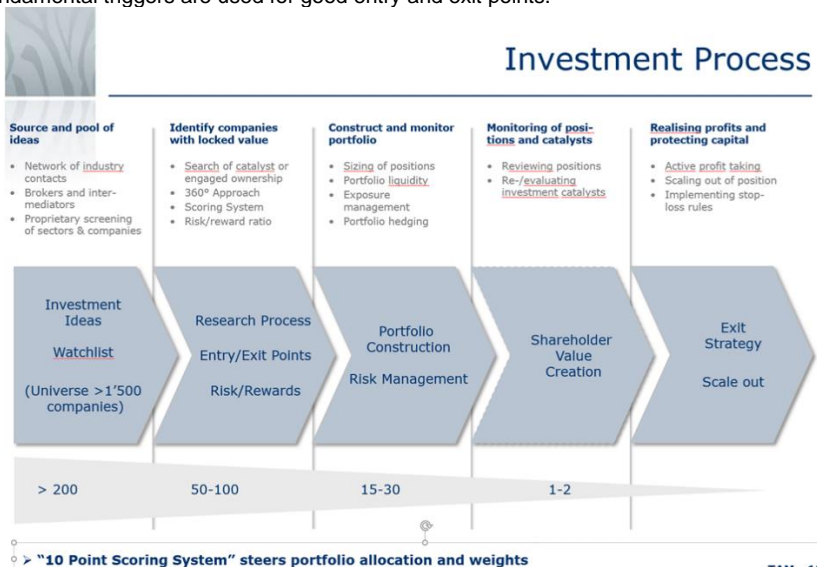 ndamental triggers are used for good entry and exit points.
Investment Process
Source and pool of
ideas
• Network of industry
contacts
• Brokers and inter-
mediators
• Proprietary screening
of sectors & companies
Identify companies
with locked value
• Search of catalyst or
engaged ownership
• 360° Approach
• Scoring System
• Risk/reward ratio
Construct and monitor
portfolio
• Sizing of positions
• Portfolio liquidity
• Exposure
management
• Portfolio hedging
Monitoring of posi-
tions and catalysts
• Reviewing positions
• Re-/evaluating
investment catalysts
Realising profits and
protecting capital
• Active profit taking
• Scaling out of position
• Implementing stop-
loss rules
Investment
Ideas
Watchlist
(Universe >1'500
companies)
Research Process
Entry/Exit Points
Risk/Rewards
Portfolio
Construction
Risk Management
Shareholder
Value
Creation
Exit
Strategy
Scale out
> 200
50-100
15-30
1-2
➢ "10 Point Scoring System" steers portfolio allocation and weights